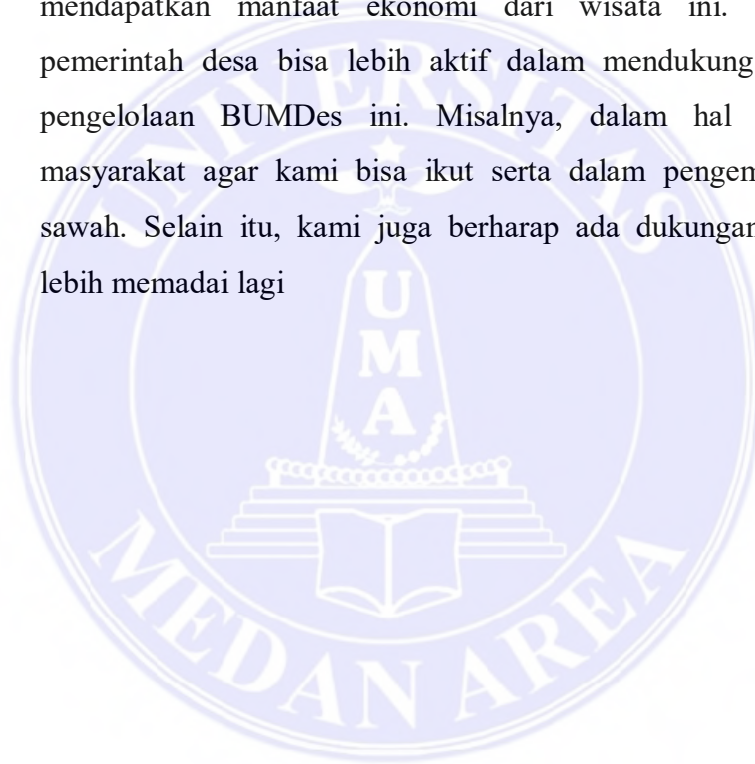 mendapatkan manfaat ekonomi dari wisata ini.
pemerintah desa bisa lebih aktif dalam mendukung
pengelolaan BUMDes ini. Misalnya, dalam hal
masyarakat agar kami bisa ikut serta dalam
sawah. Selain itu, kami juga berharap ada
lebih memadai lagi
UNIVERSITAS
UMA
MEDAN AREA